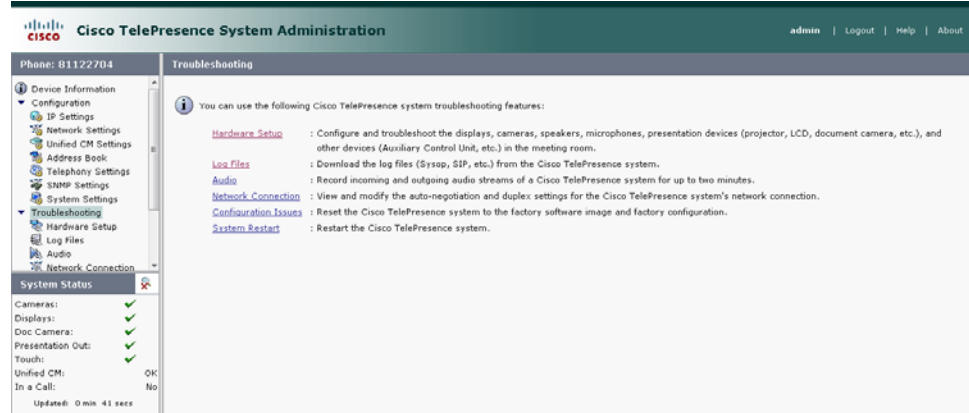 CISCO
Cisco TelePresence System Administration
admin | Logout | Help | About
Phone: 81122704
Device Information
Configuration
IP Settings
Network Settings
Unified CM Settings
Address Book
Telephony Settings
SNMP Settings
System Settings
Troubleshooting
Hardware Setup
Log Files
Audio
Network Connection
System Status
Cameras:
Displays:
Doc Camera:
Presentation Out:
Touch:
Unified CM: OK
In a Call: No
Updated: 0 min 41 secs
Troubleshooting
You can use the following Cisco TelePresence system troubleshooting features:
Hardware Setup : Configure and troubleshoot the displays, cameras, speakers, microphones, presentation devices (projector, LCD, document camera, etc.), and
other devices (Auxiliary Control Unit, etc.) in the meeting room.
Log Files : Download the log files (Sysop, SIP, etc.) from the Cisco TelePresence system.
Audio : Record incoming and outgoing audio streams of a Cisco TelePresence system for up to two minutes.
Network Connection : View and modify the auto-negotiation and duplex settings for the Cisco TelePresence system's network connection.
Configuration Issues : Reset the Cisco TelePresence system to the factory software image and factory configuration.
System Restart : Restart the Cisco TelePresence system.